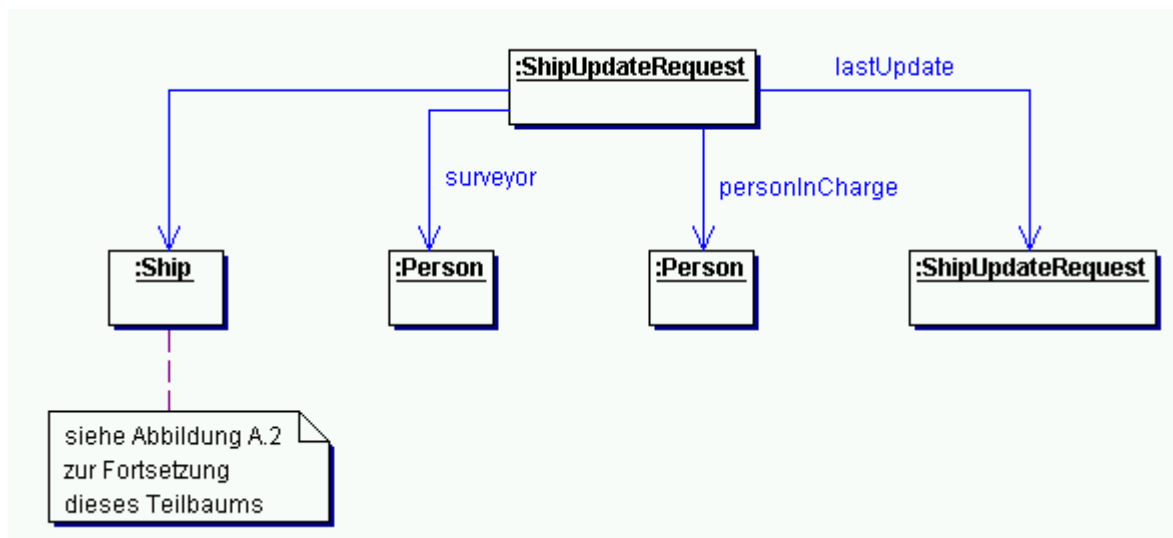 :ShipUpdateRequest
lastUpdate
surveyor
personInCharge
:Ship
:Person
:Person
:ShipUpdateRequest
siehe Abbildung A.2
zur Fortsetzung
dieses Teilbaums